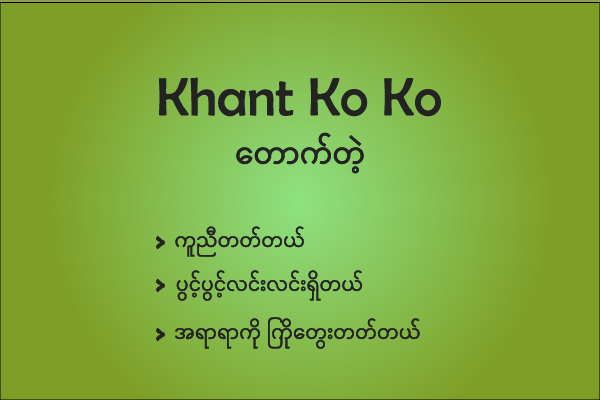 Khant Ko Ko
တောက်တဲ့
> ကူညီတတ်တယ်
> ပွင့်ပွင့်လင်းလင်းရှိတယ်
> အရာရာကို ကြိုတွေးတတ်တယ်